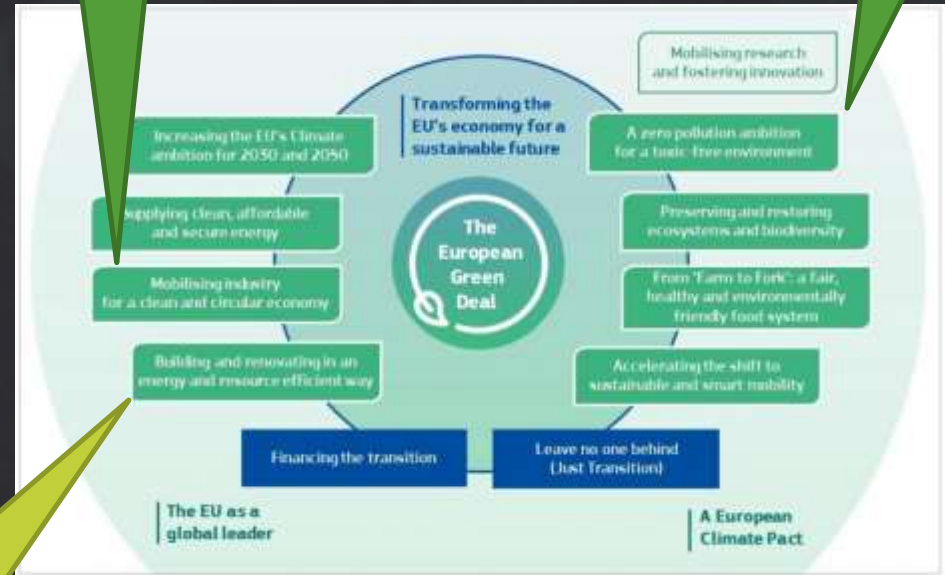 Mobilising research
and fostering innovation
Transforming the
EU's economy for a
sustainable future
Increasing the EU's Climate
ambition for 2030 and 2050
A zero pollution ambition
for a toxic-free environment
Supplying clean, affordable
and secure energy
Preserving and restoring
ecosystems and biodiversity
The
European
Green
Deal
Mobilising industry
for a clean and circular economy
From 'Farm to Fork': a fair,
healthy and environmentally
friendly food system
Building and renovating in an
energy and resource efficient way
Accelerating the shift to
sustainable and smart mobility
Financing the transition
Leave no one behind
(Just Transition)
The EU as a
global leader
A European
Climate Pact